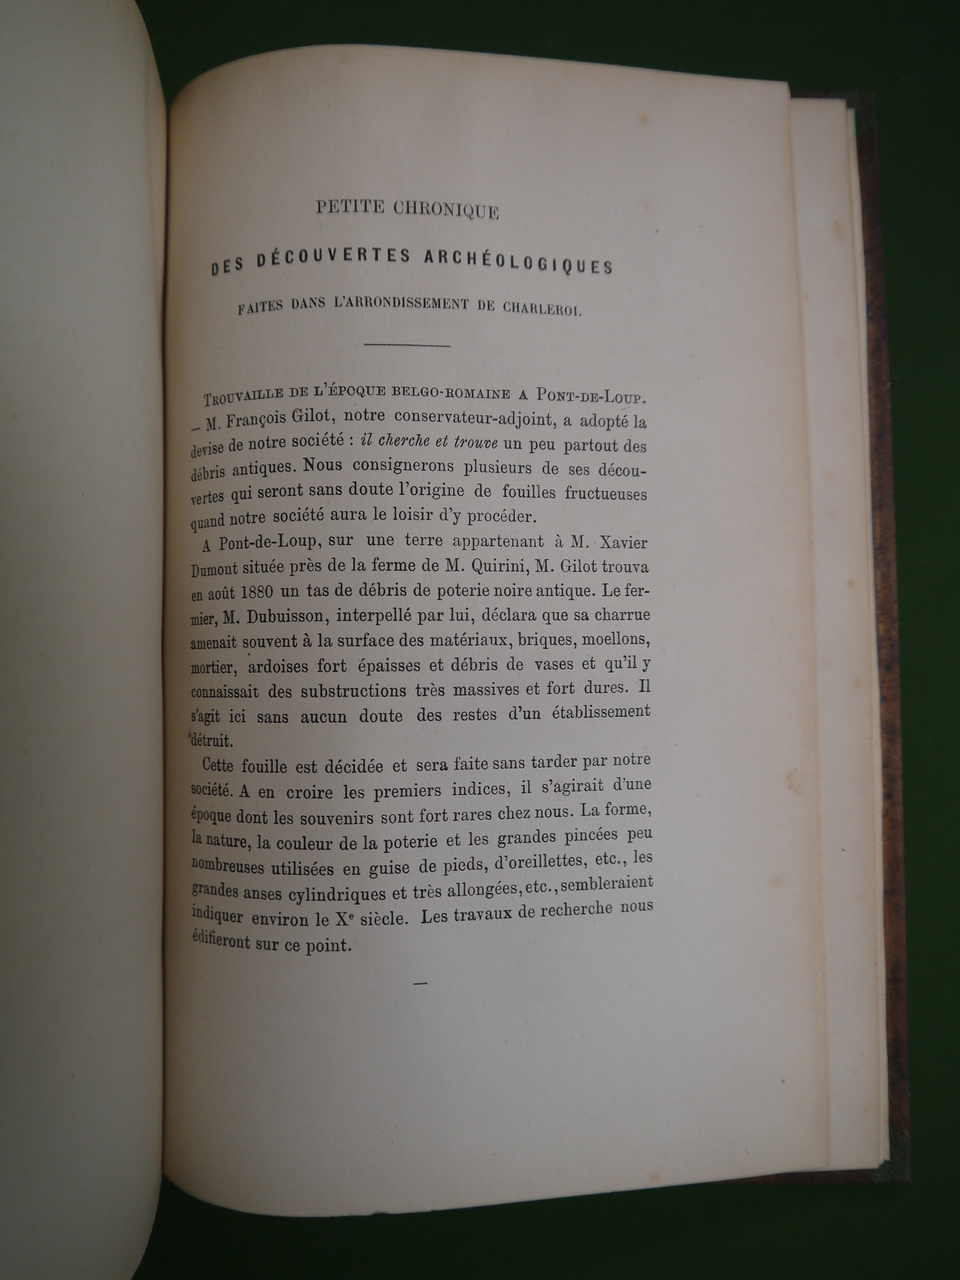 PETITE CHRONIQUE
DES DÉCOUVERTES ARCHÉOLOGIQUES
FAITES DANS L'ARRONDISSEMENT DE CHARLEROI.
TROUVAILLE DE L'ÉPOQUE BELGO-ROMAINE A PONT-DE-LOUP.
— M. François Gilot, notre conservateur-adjoint, a adopté la
devise de notre société : il cherche et trouve un peu partout des
débris antiques. Nous consignerons plusieurs de ses décou-
vertes qui seront sans doute l'origine de fouilles fructueuses
quand notre société aura le loisir d'y procéder.
A Pont-de-Loup, sur une terre appartenant à M. Xavier
Dumont située près de la ferme de M. Quirini, M. Gilot trouva
en août 1880 un tas de débris de poterie noire antique. Le fer-
mier, M. Dubuisson, interpellé par lui, déclara que sa charrue
amenait souvent à la surface des matériaux, briques, moellons,
mortier, ardoises fort épaisses et débris de vases et qu'il y
connaissait des substructions très massives et fort dures. Il
s'agit ici sans aucun doute des restes d'un établissement
détruit.
Cette fouille est décidée et sera faite sans tarder par notre
société. A en croire les premiers indices, il s'agirait d'une
époque dont les souvenirs sont fort rares chez nous. La forme,
la nature, la couleur de la poterie et les grandes pincées peu
nombreuses utilisées en guise de pieds, d'oreillettes, etc., les
grandes anses cylindriques et très allongées, etc., sembleraient
indiquer environ le Xe siècle. Les travaux de recherche nous
édifieront sur ce point.